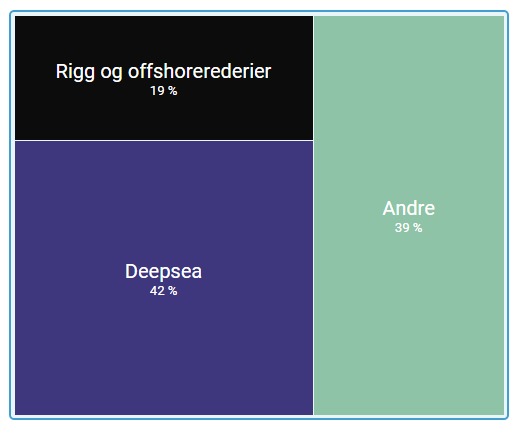 Rigg og offshorerederier
19 %
Deepsea
42 %
Andre
39 %